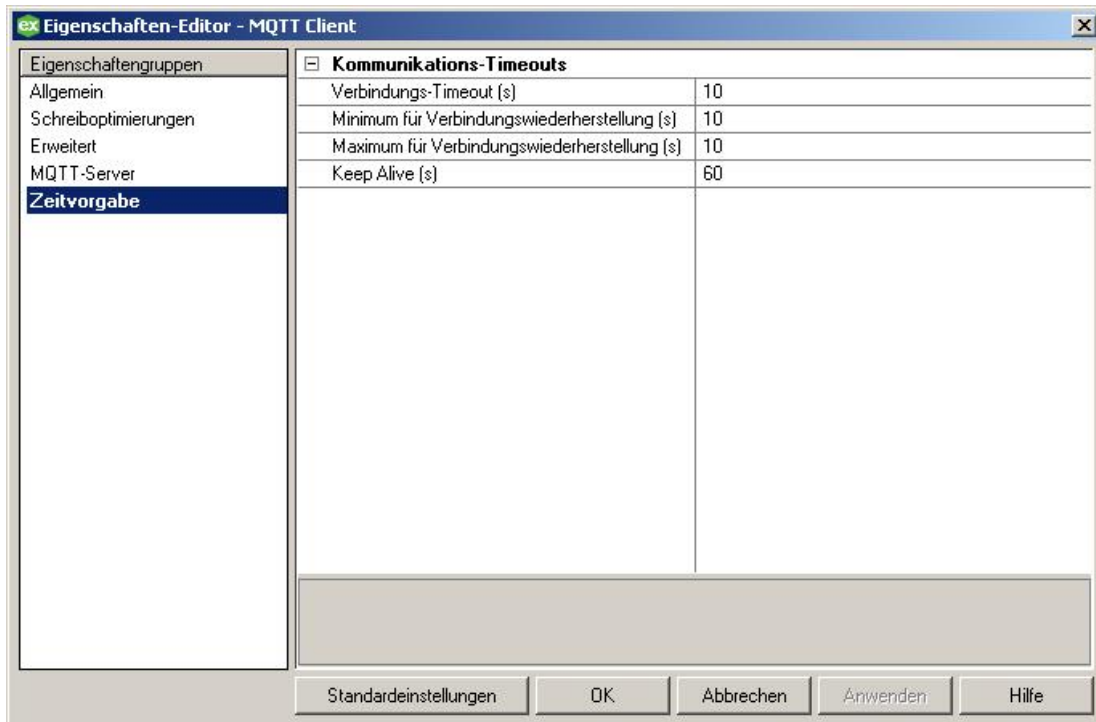 ex Eigenschaften-Editor - MQTT Client
Eigenschaftengruppen
Allgemein
Schreiboptimierungen
Erweitert
MQTT-Server
Zeitvorgabe
Kommunikations-Timeouts
Verbindungs-Timeout (s) 10
Minimum für Verbindungswiederherstellung (s) 10
Maximum für Verbindungswiederherstellung (s) 10
Keep Alive (s) 60
Standardeinstellungen OK Abbrechen Anwenden Hilfe